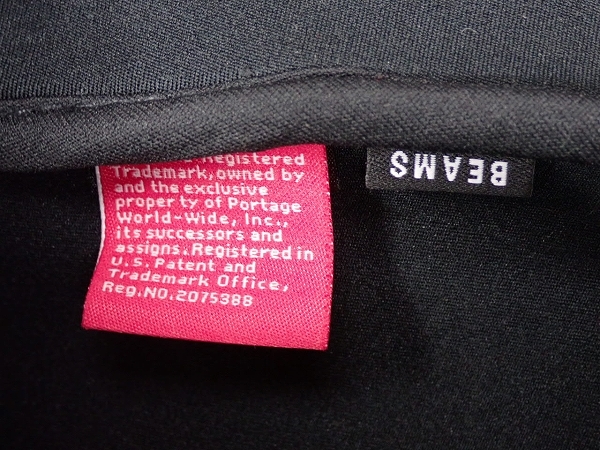 Registered
Trademark, owned by
and the exclusive
property of Portage
World-Wide, Inc.,
its successors and
assigns. Registered in
U.S. Patent and
Trademark Office,
Reg.NO.2075388
BEAMS